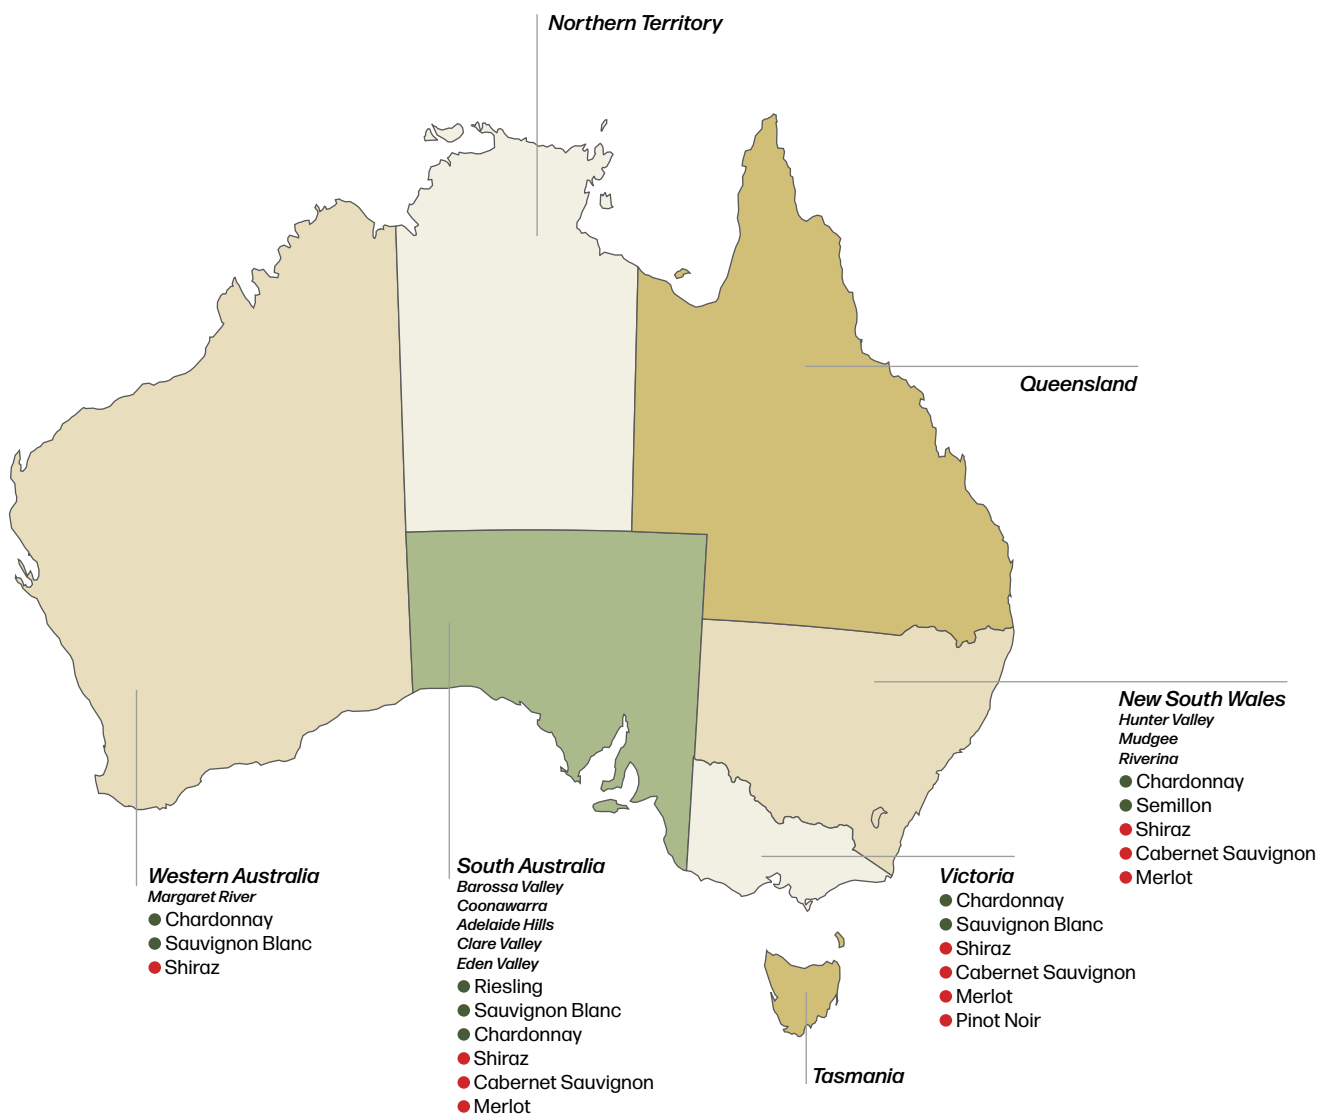 Northern Territory
Queensland
New South Wales
Hunter Valley
Mudgee
Riverina
Chardonnay
Semillon
Shiraz
Cabernet Sauvignon
Merlot
Western Australia
Margaret River
Chardonnay
Sauvignon Blanc
Shiraz
South Australia
Barossa Valley
Coonawarra
Adelaide Hills
Clare Valley
Eden Valley
Riesling
Sauvignon Blanc
Chardonnay
Shiraz
Cabernet Sauvignon
Merlot
Victoria
Chardonnay
Sauvignon Blanc
Shiraz
Cabernet Sauvignon
Merlot
Pinot Noir
Tasmania